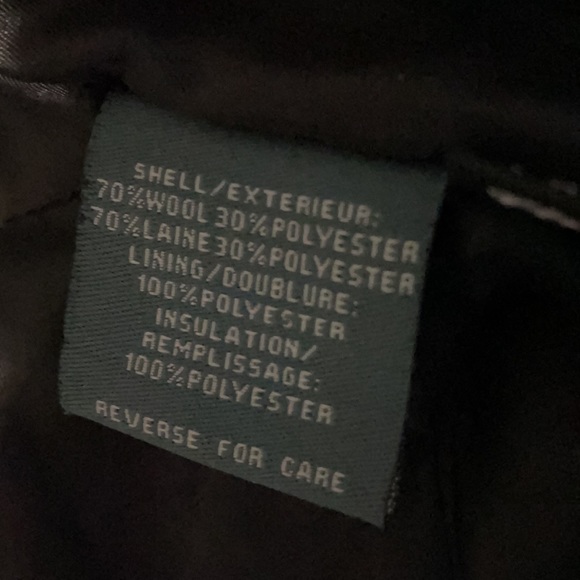 SHELL/EXTERIEUR:
70%WOOL 30%POLYESTER
70%LAINE 30%POLYESTER
LINING/DOUBLURE:
100%POLYESTER
INSULATION/
REMPLISSAGE:
100%POLYESTER
REVERSE FOR CARE